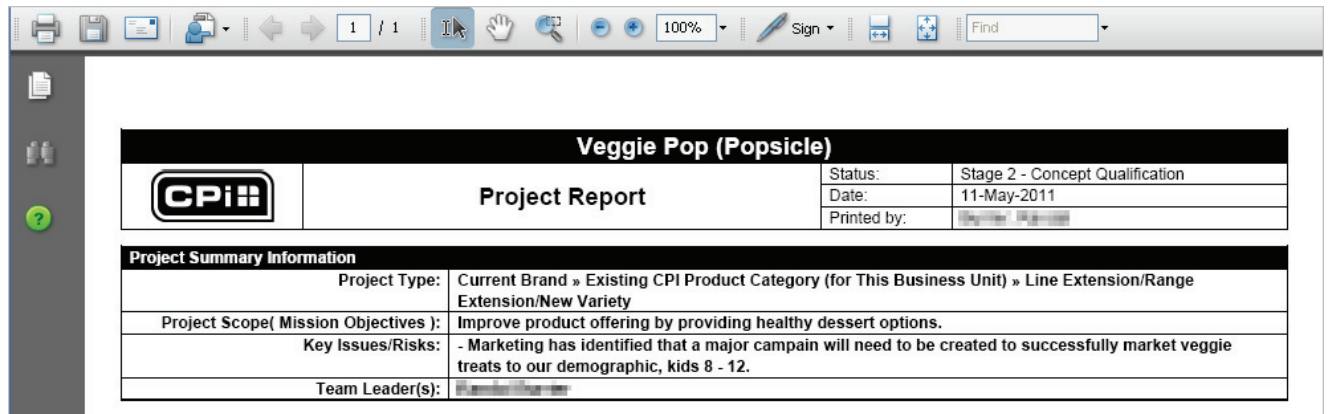 1 / 1
100%
Sign
Find
Veggie Pop (Popsicle)
CPi
Project Report
Status: Stage 2 - Concept Qualification
Date: 11-May-2011
Printed by:
Project Summary Information
Project Type: Current Brand » Existing CPI Product Category (for This Business Unit) » Line Extension/Range
Extension/New Variety
Project Scope( Mission Objectives ): Improve product offering by providing healthy dessert options.
Key Issues/Risks: - Marketing has identified that a major campain will need to be created to successfully market veggie
treats to our demographic, kids 8 - 12.
Team Leader(s):